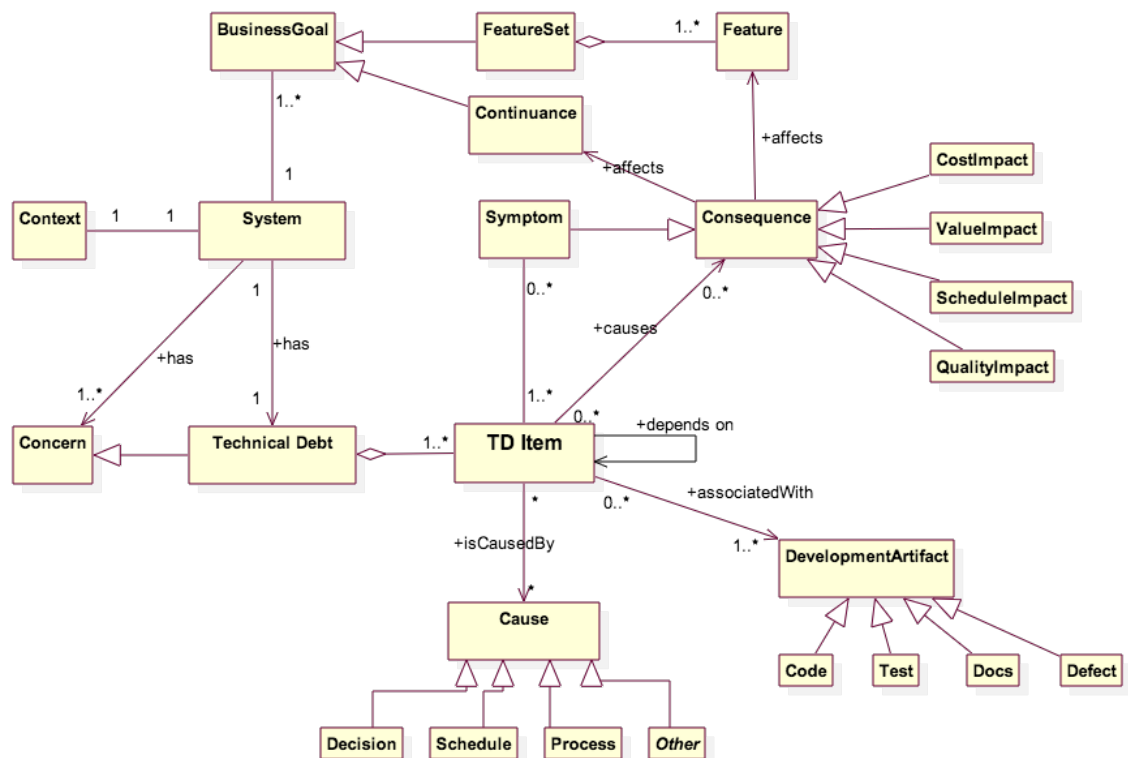 BusinessGoal
FeatureSet
1..*
Feature
1..*
Continuance
+affects
+affects
CostImpact
1
Context
1
1
System
Symptom
Consequence
ValueImpact
1
0..*
0..*
ScheduleImpact
+has
+has
+causes
QualityImpact
1..*
1
1..*
0..*
+depends on
Concern
Technical Debt
1..*
TD Item
*
0..*
+associatedWith
+isCausedBy
1..*
DevelopmentArtifact
*
Cause
Code
Test
Docs
Defect
Decision
Schedule
Process
Other